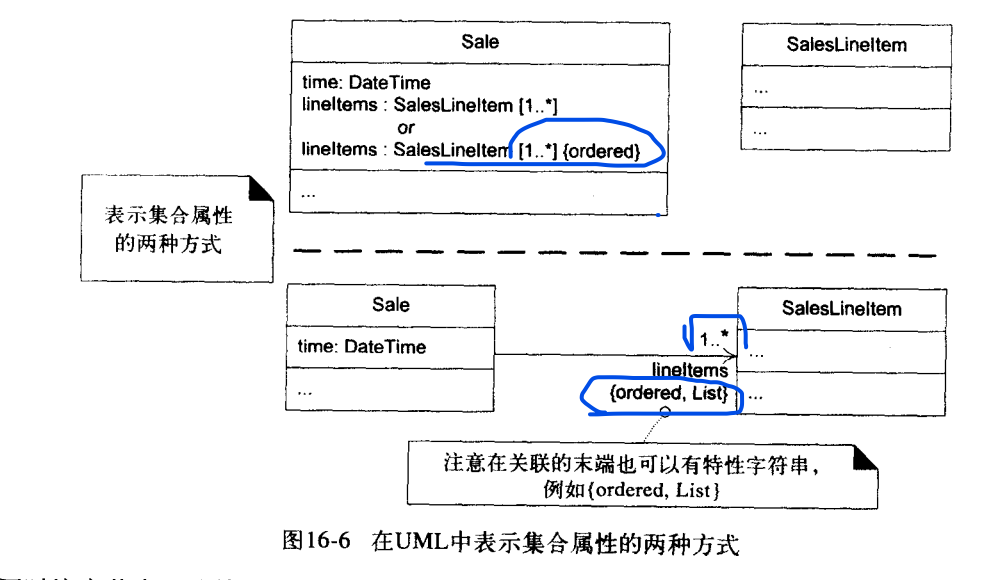 Sale
time: DateTime
lineItems : SalesLineItem [1..*]
or
lineItems : SalesLineItem [1..*] {ordered}
...
SalesLineItem
...
...
表示集合属性
的两种方式
Sale
time: DateTime
...
1..*
lineItems
{ordered, List}
SalesLineItem
...
...
注意在关联的末端也可以有特性字符串，
例如{ordered, List}
图16-6 在UML中表示集合属性的两种方式